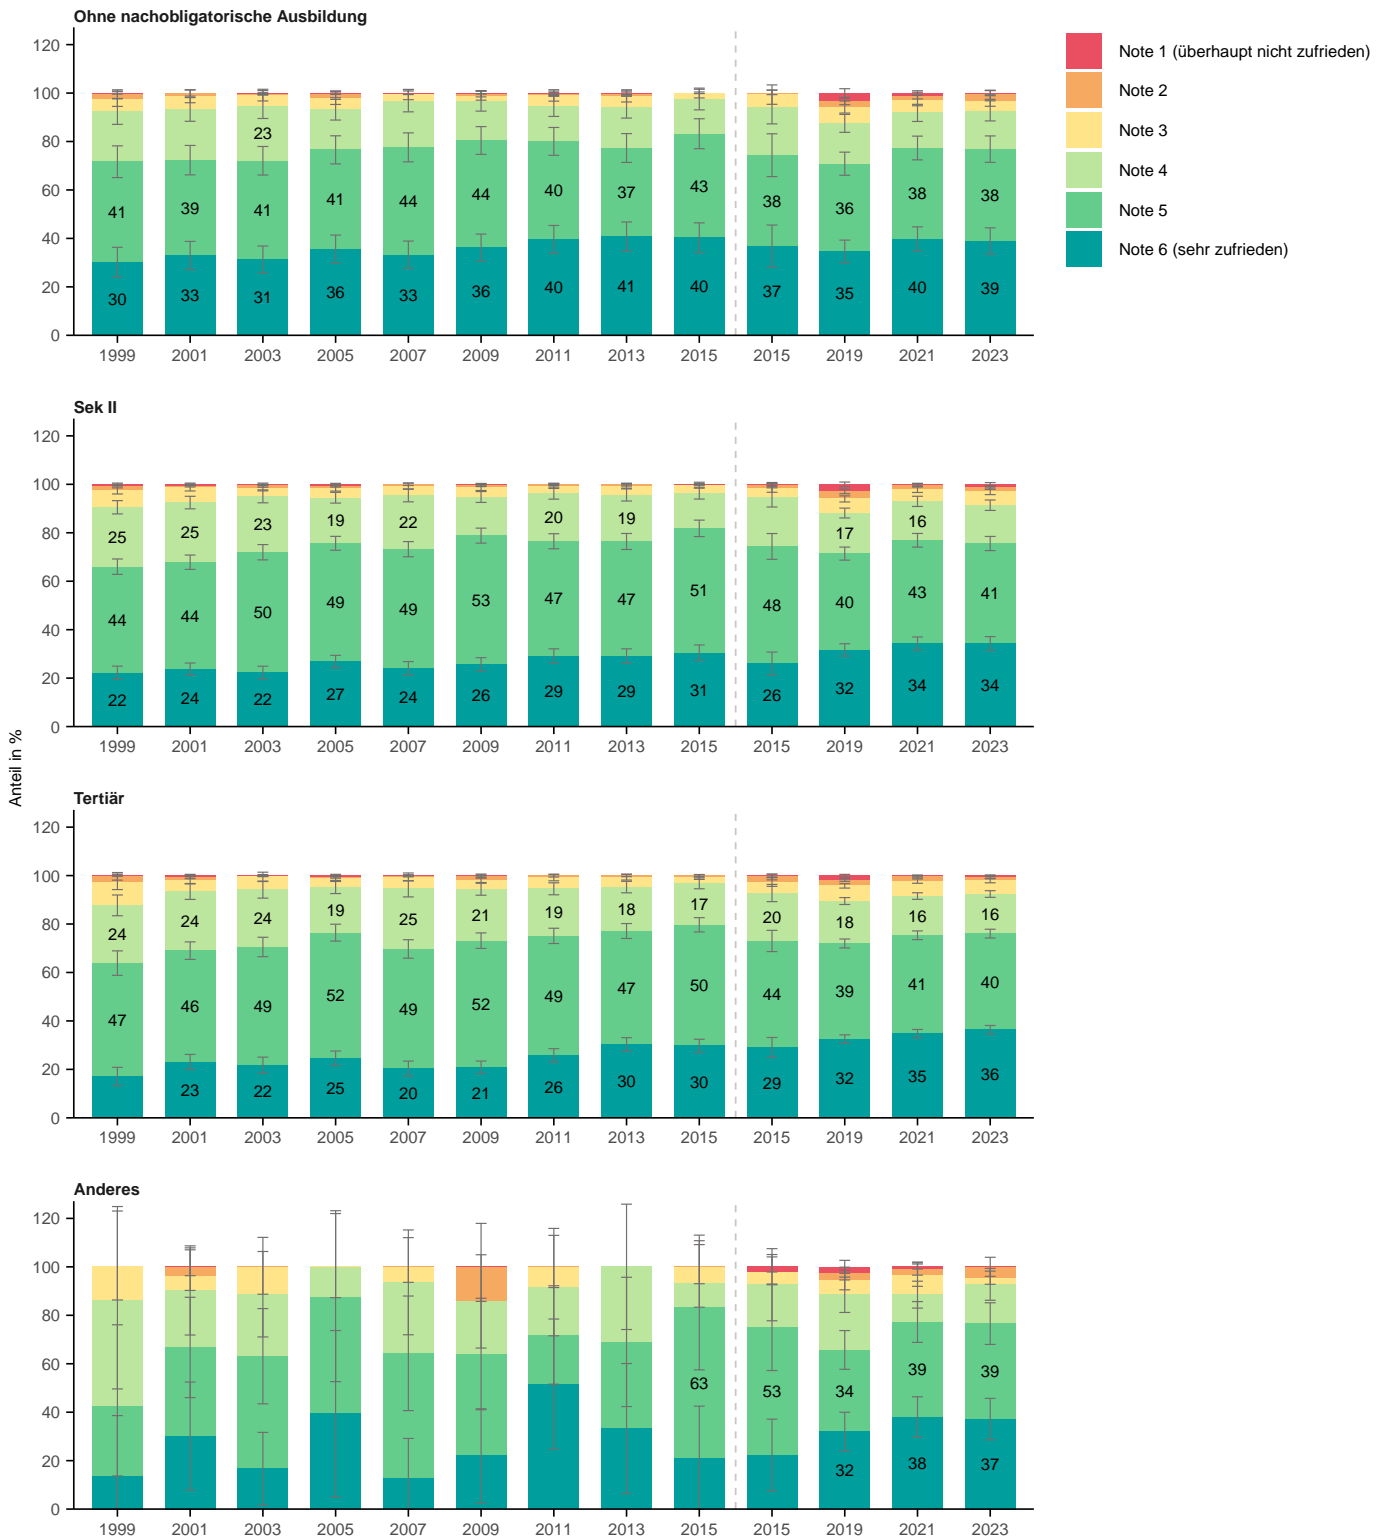 Ohne nachobligatorische Ausbildung
120
100
80
60
40
20
0
23
41 39 41 41 44 44 40 37 43 38 36 38 38
30 33 31 36 33 36 40 41 40 37 35 40 39
1999 2001 2003 2005 2007 2009 2011 2013 2015 2015 2019 2021 2023
Note 1 (überhaupt nicht zufrieden)
Note 2
Note 3
Note 4
Note 5
Note 6 (sehr zufrieden)
Anteil in %
Sek II
120
100
80
60
40
20
0
25 25 23 19 22 20 19 17 16
44 44 50 49 49 53 47 47 51 48 40 43 41
22 24 22 27 24 26 29 29 31 26 32 34 34
1999 2001 2003 2005 2007 2009 2011 2013 2015 2015 2019 2021 2023
Tertiär
120
100
80
60
40
20
0
24 24 24 19 25 21 19 18 17 20 18 16 16
47 46 49 52 49 52 49 47 50 44 39 41 40
23 22 25 20 21 26 30 30 29 32 35 36
1999 2001 2003 2005 2007 2009 2011 2013 2015 2015 2019 2021 2023
Anderes
120
100
80
60
40
20
0
63 53 34 39 39
32 38 37
1999 2001 2003 2005 2007 2009 2011 2013 2015 2015 2019 2021 2023